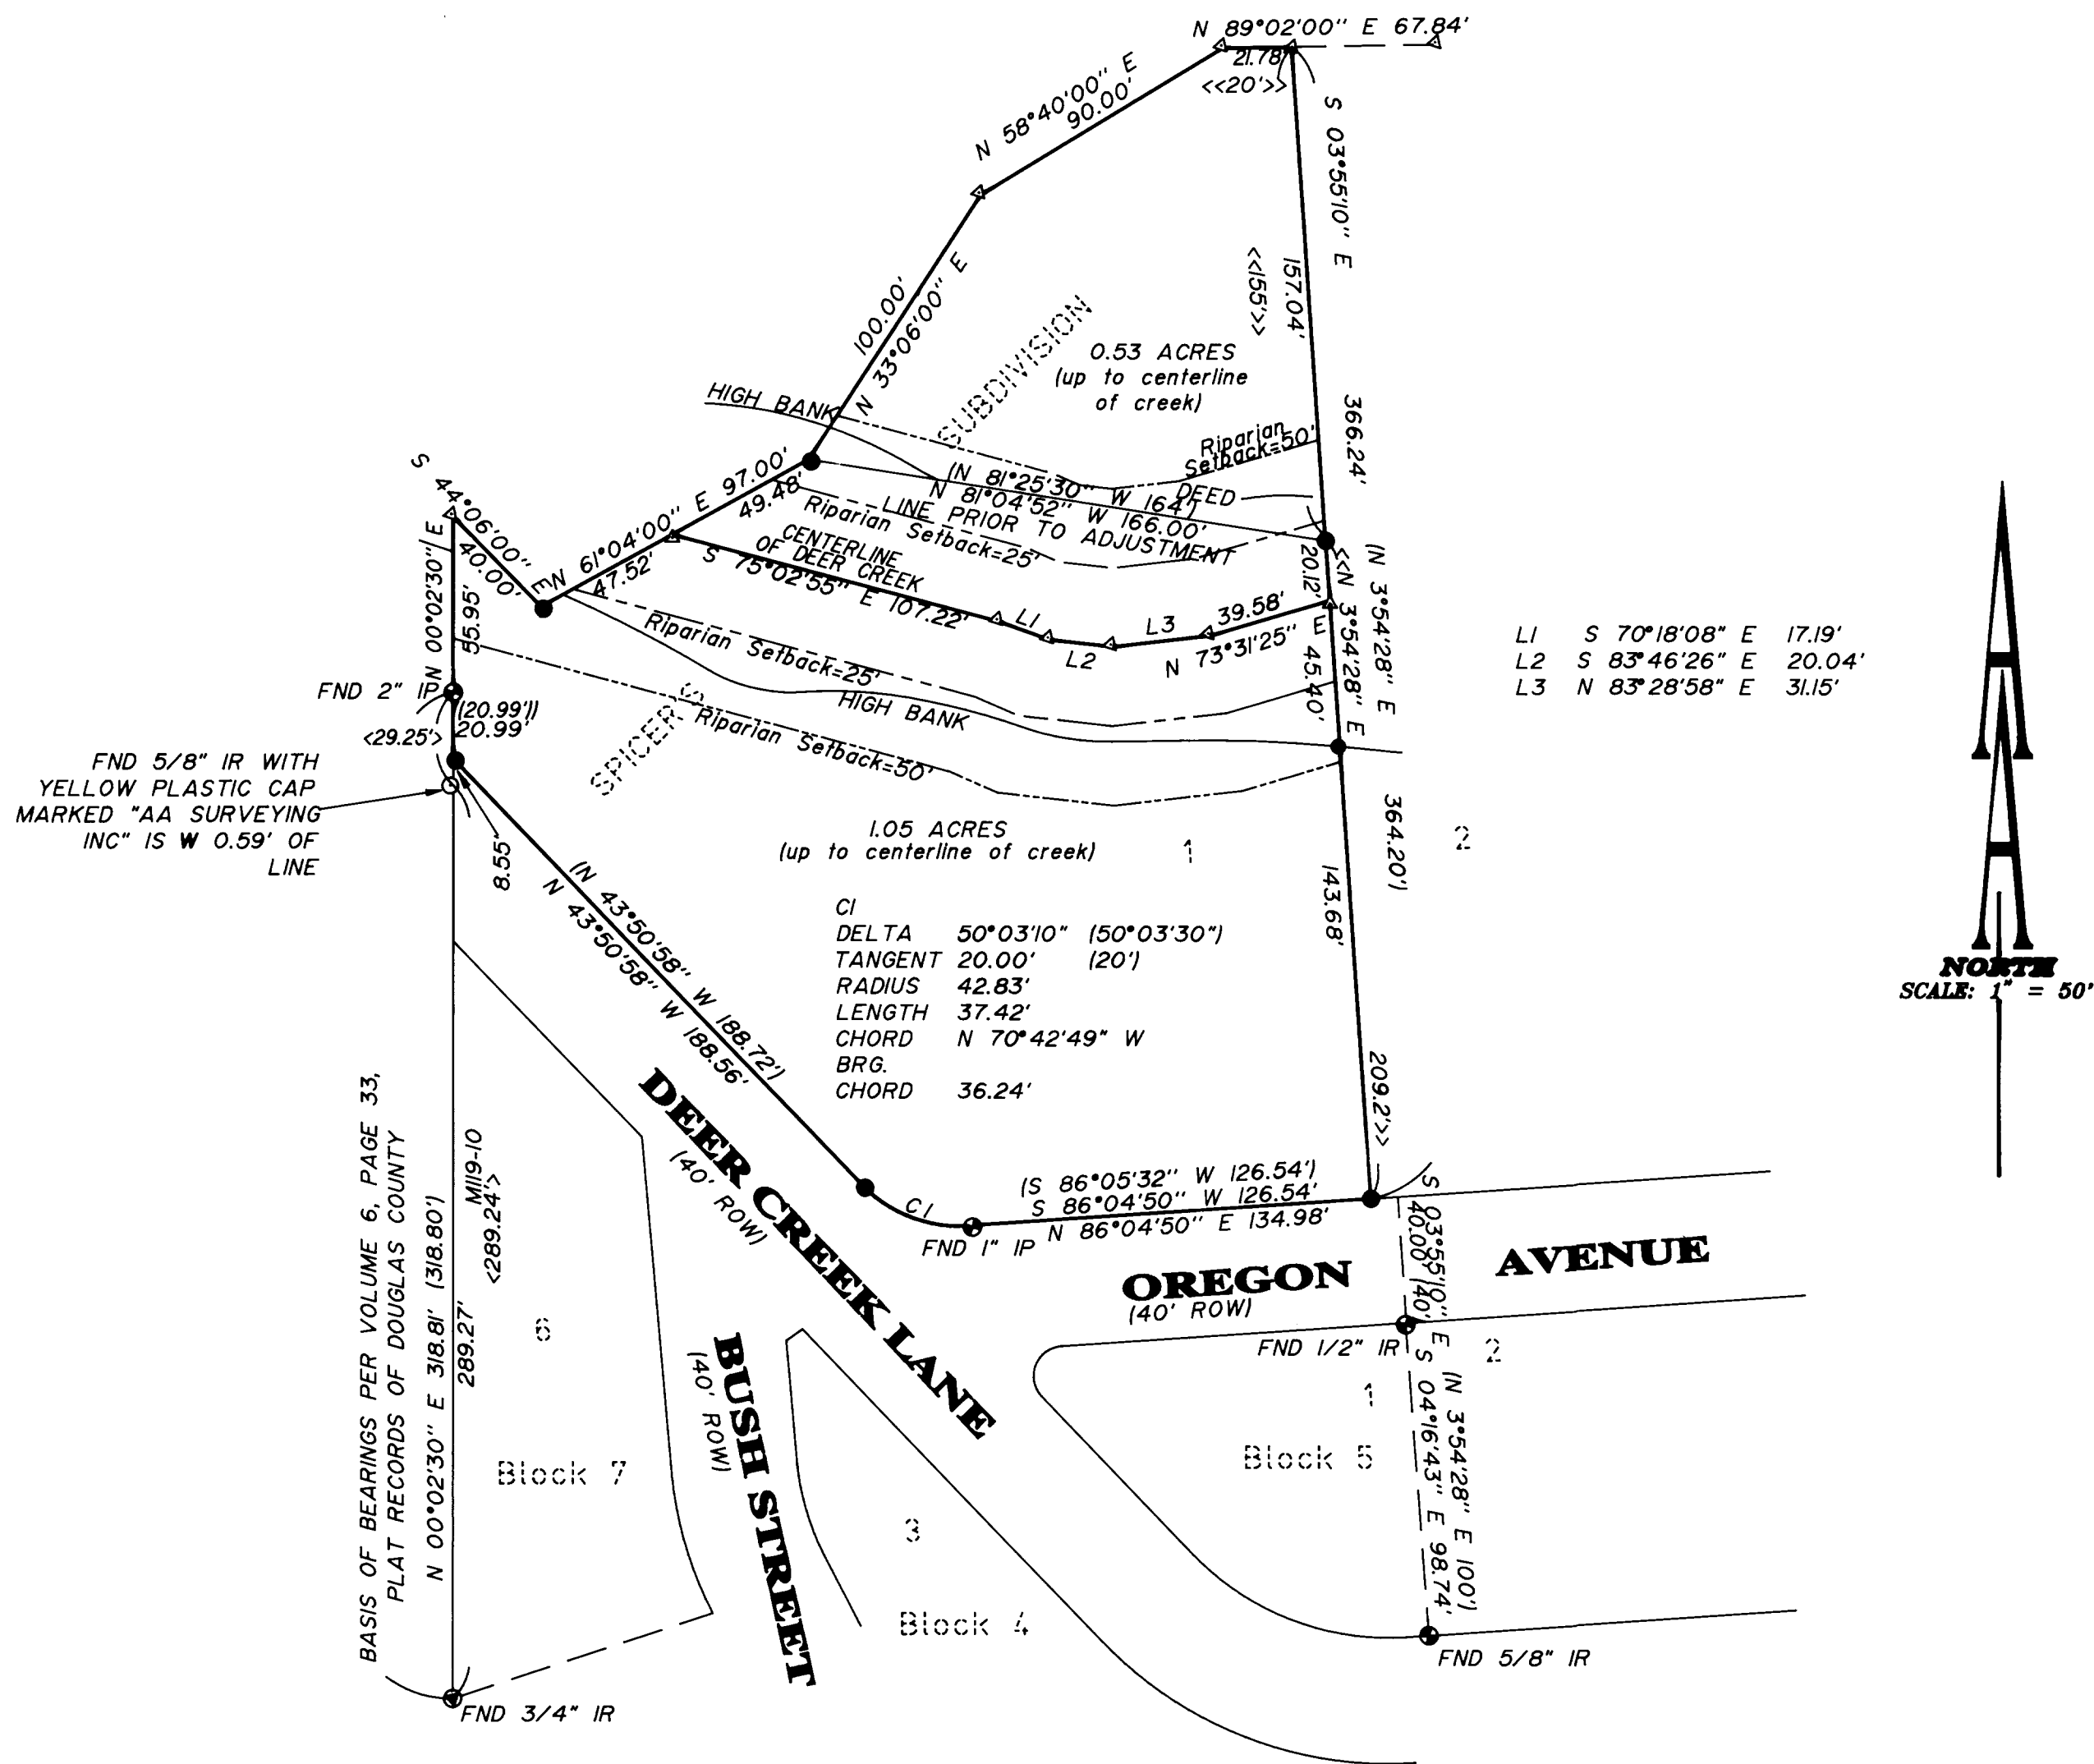 N 89°02'00" E 67.84'
21.78'
<<20'>>
N 58°40'00" E
90.00'
S 03°55'10" E
157.04'
<<155'>>
366.24'
100.00'
N 33°06'00" E
SUBDIVISION
0.53 ACRES
(up to centerline
of creek)
HIGH BANK
Riparian
Setback=50'
(N 81°25'30" W 164')
N 81°04'52" W 166.00'
DEED
LINE PRIOR TO ADJUSTMENT
Riparian Setback=25'
S 44°06'00" E
40.00'
N 61°04'00" E 97.00'
49.48'
47.52'
CENTERLINE
OF DEER CREEK
S 75°02'55" E 107.22'
L1
L2
L3
39.58'
N 73°31'25" E
20.12'
45.40'
<<N 3°54'28" E
(N 3°54'28" E
L1 S 70°18'08" E 17.19'
L2 S 83°46'26" E 20.04'
L3 N 83°28'58" E 31.15'
N 00°02'30" E
55.95'
FND 2" IP
(20.99'))
20.99'
<29.25'>
Riparian Setback=25'
HIGH BANK
SPICER'S
Riparian Setback=50'
FND 5/8" IR WITH
YELLOW PLASTIC CAP
MARKED "AA SURVEYING
INC" IS W 0.59' OF
LINE
8.55'
1.05 ACRES
(up to centerline of creek)
1
2
364.20')
143.68'
209.2'>>
(N 43°50'58" W 188.72')
N 43°50'58" W 188.56'
C1
DELTA 50°03'10" (50°03'30")
TANGENT 20.00' (20')
RADIUS 42.83'
LENGTH 37.42'
CHORD N 70°42'49" W
BRG.
CHORD 36.24'
NORTH
SCALE: 1" = 50'
BASIS OF BEARINGS PER VOLUME 6, PAGE 33,
PLAT RECORDS OF DOUGLAS COUNTY
N 00°02'30" E 318.81' (318.80')
289.27'
M119-10
<289.24'>
DEER CREEK LANE
(40' ROW)
C1
FND 1" IP
(S 86°05'32" W 126.54')
S 86°04'50" W 126.54'
N 86°04'50" E 134.98'
OREGON AVENUE
(40' ROW)
S 03°55'10" E
40.00' (40')
FND 1/2" IR
2
1
Block 5
S 04°16'43" E 98.74'
(N 3°54'28" E 100')
FND 5/8" IR
6
Block 7
BUSH STREET
(40' ROW)
3
Block 4
FND 3/4" IR